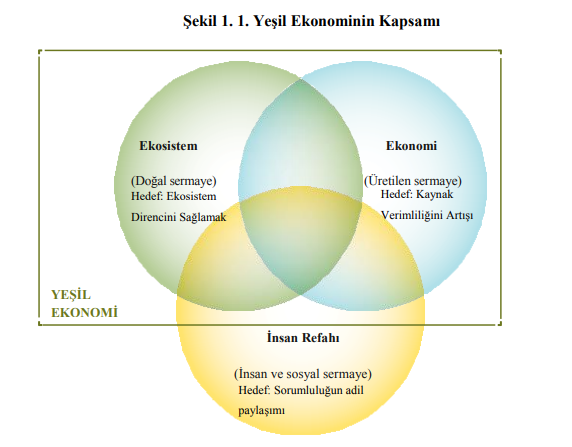 Şekil 1. 1. Yeşil Ekonominin Kapsamı
Ekosistem
(Doğal sermaye)
Hedef: Ekosistem
Direncini Sağlamak
Ekonomi
(Üretilen sermaye)
Hedef: Kaynak
Verimliliğini Artışı
YEŞİL
EKONOMİ
İnsan Refahı
(İnsan ve sosyal sermaye)
Hedef: Sorumluluğun adil
paylaşımı